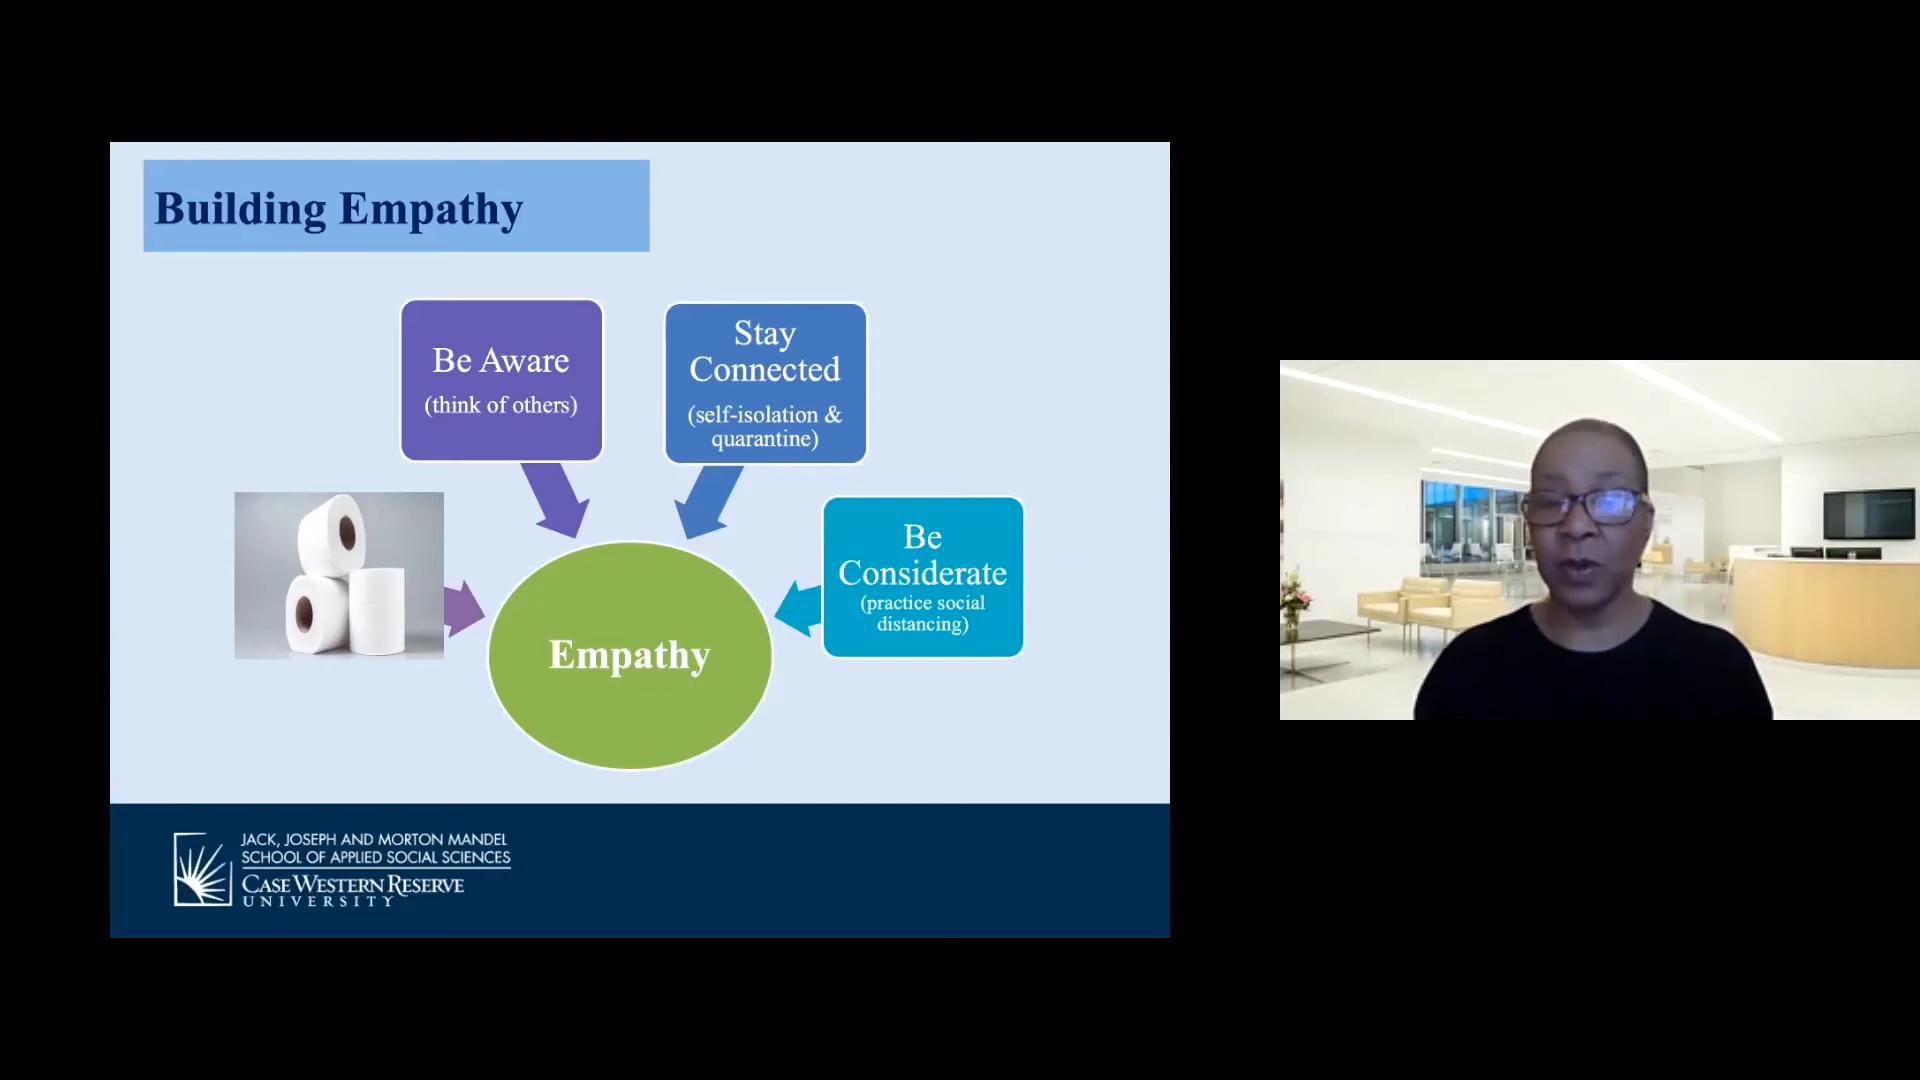 Building Empathy
Be Aware
(think of others)
Stay
Connected
(self-isolation &
quarantine)
Be
Considerate
(practice social
distancing)
Empathy
JACK, JOSEPH AND MORTON MANDEL
SCHOOL OF APPLIED SOCIAL SCIENCES
CASE WESTERN RESERVE
UNIVERSITY